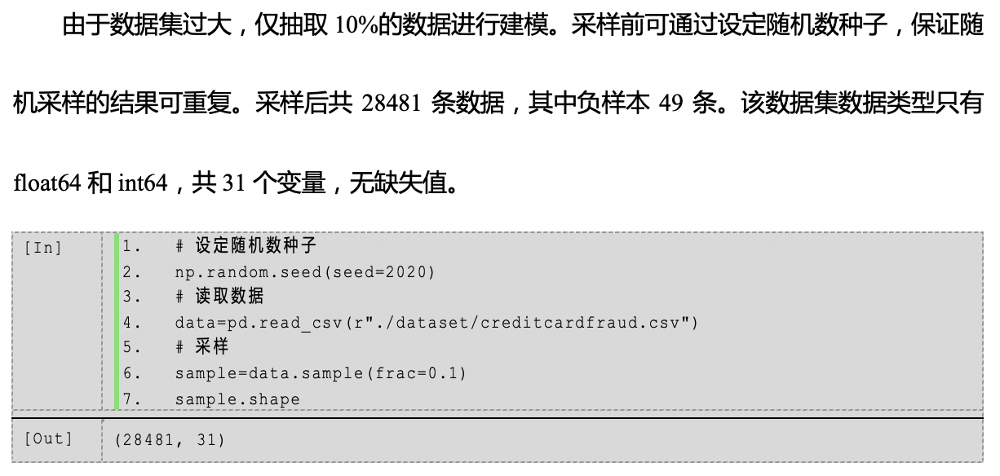 由于数据集过大，仅抽取 10%的数据进行建模。采样前可通过设定随机数种子，保证随
机采样的结果可重复。采样后共 28481 条数据，其中负样本 49 条。该数据集数据类型只有
float64 和 int64，共 31 个变量，无缺失值。
[In] 1. # 设定随机数种子
2. np.random.seed(seed=2020)
3. # 读取数据
4. data=pd.read_csv(r"./dataset/creditcardfraud.csv")
5. # 采样
6. sample=data.sample(frac=0.1)
7. sample.shape
[Out] (28481, 31)